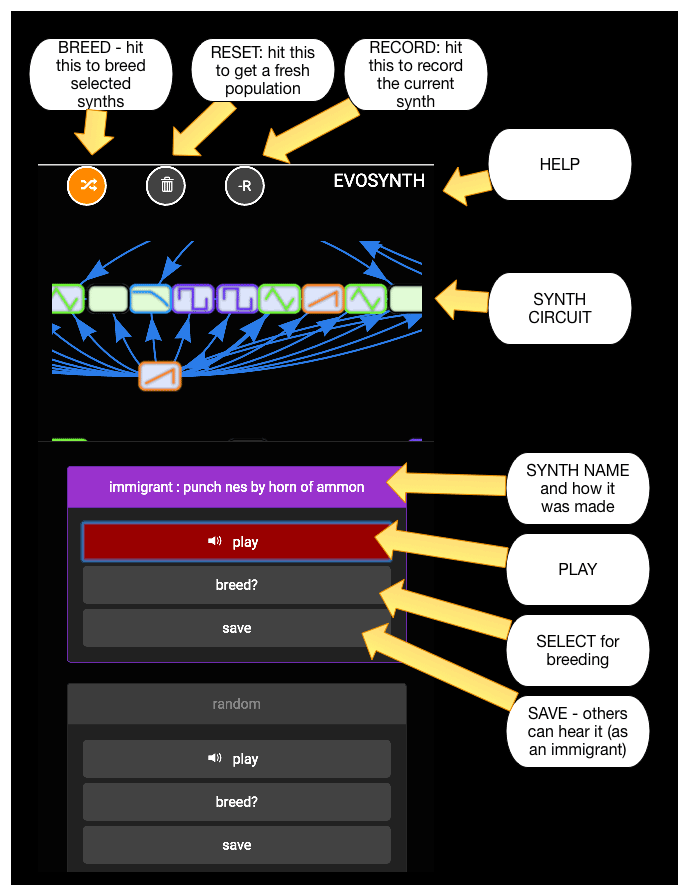 BREED - hit
this to breed
selected
synths
RESET: hit this
to get a fresh
population
RECORD: hit
this to record
the current
synth
-R
EVOSYNTH
HELP
SYNTH
CIRCUIT
immigrant : punch nes by horn of ammon
SYNTH NAME
and how it
was made
play
PLAY
breed?
SELECT for
breeding
save
SAVE - others
can hear it (as
an immigrant)
random
play
breed?
save